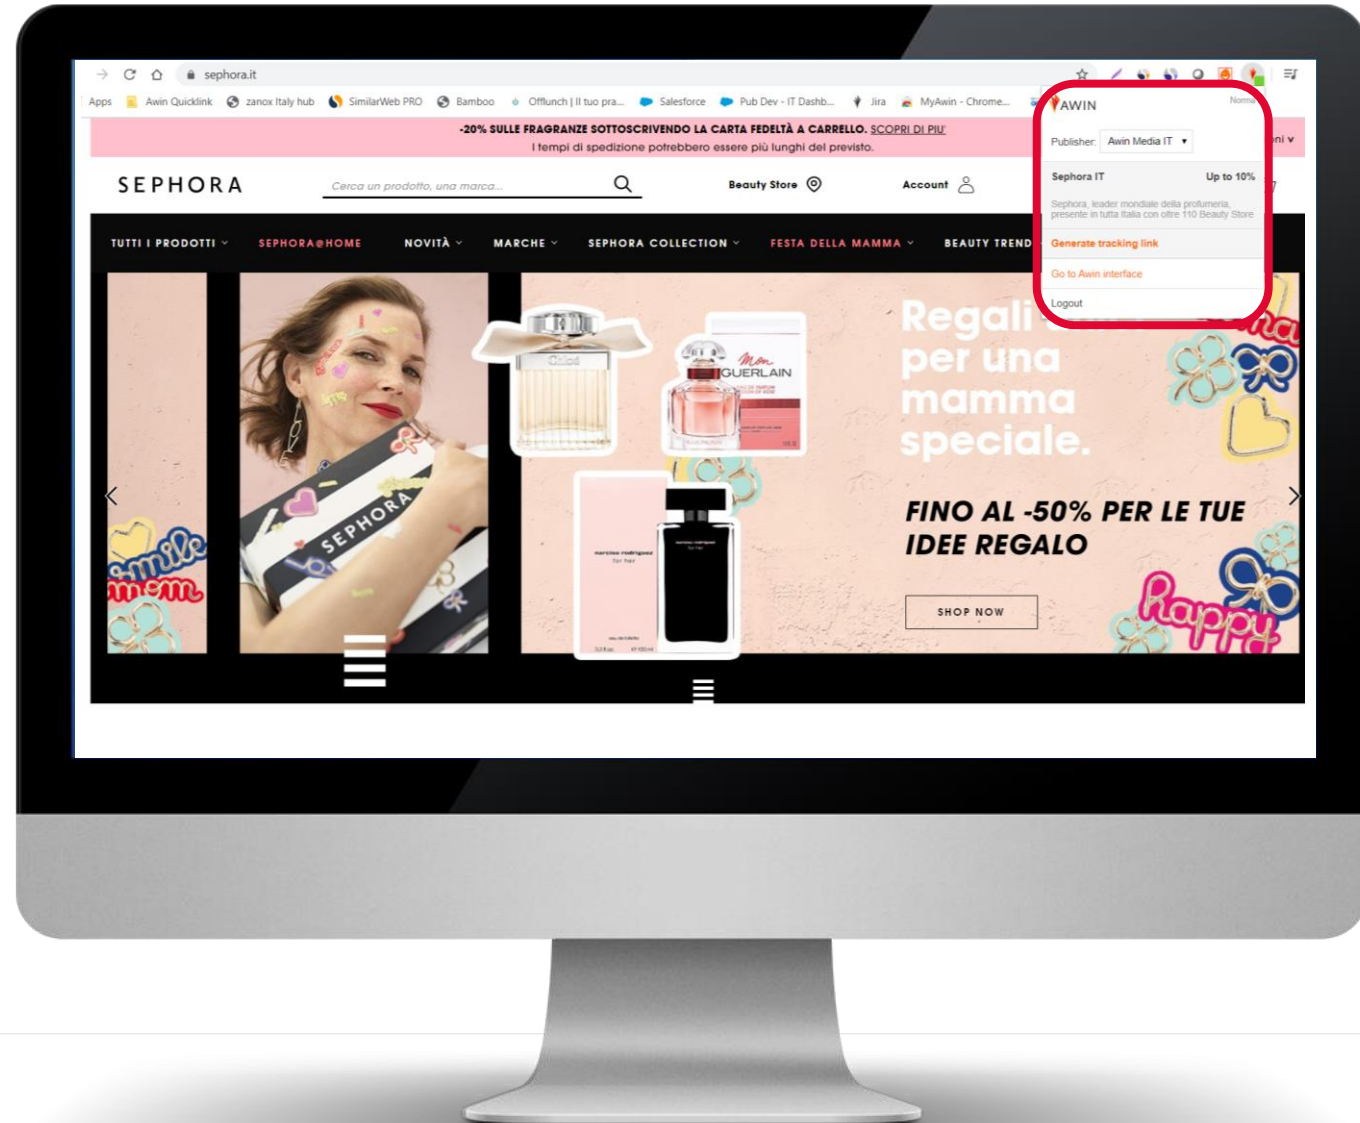 sephora.it
Apps Awin Quicklink zanox Italy hub SimilarWeb PRO Bamboo Offlunch | Il tuo pra... Salesforce Pub Dev - IT Dashb... Jira MyAwin - Chrome...
-20% SULLE FRAGRANZE SOTTOSCRIVENDO LA CARTA FEDELTÀ A CARRELLO. SCOPRI DI PIU'
I tempi di spedizione potrebbero essere più lunghi del previsto.
SEPHORA
Cerca un prodotto, una marca...
Beauty Store
Account
TUTTI I PRODOTTI SEPHORA@HOME NOVITÀ MARCHE SEPHORA COLLECTION FESTA DELLA MAMMA BEAUTY TREND
AWIN
Publisher: Awin Media IT
Sephora IT Up to 10%
Sephora, leader mondiale della profumeria,
presente in tutta Italia con oltre 110 Beauty Store
Generate tracking link
Go to Awin interface
Logout
Regali
per una
mamma
speciale.
FINO AL -50% PER LE TUE
IDEE REGALO
SHOP NOW
Chloé
Mon
GUERLAIN
narciso rodriguez
for her
SEPHORA
smile
mom
happy